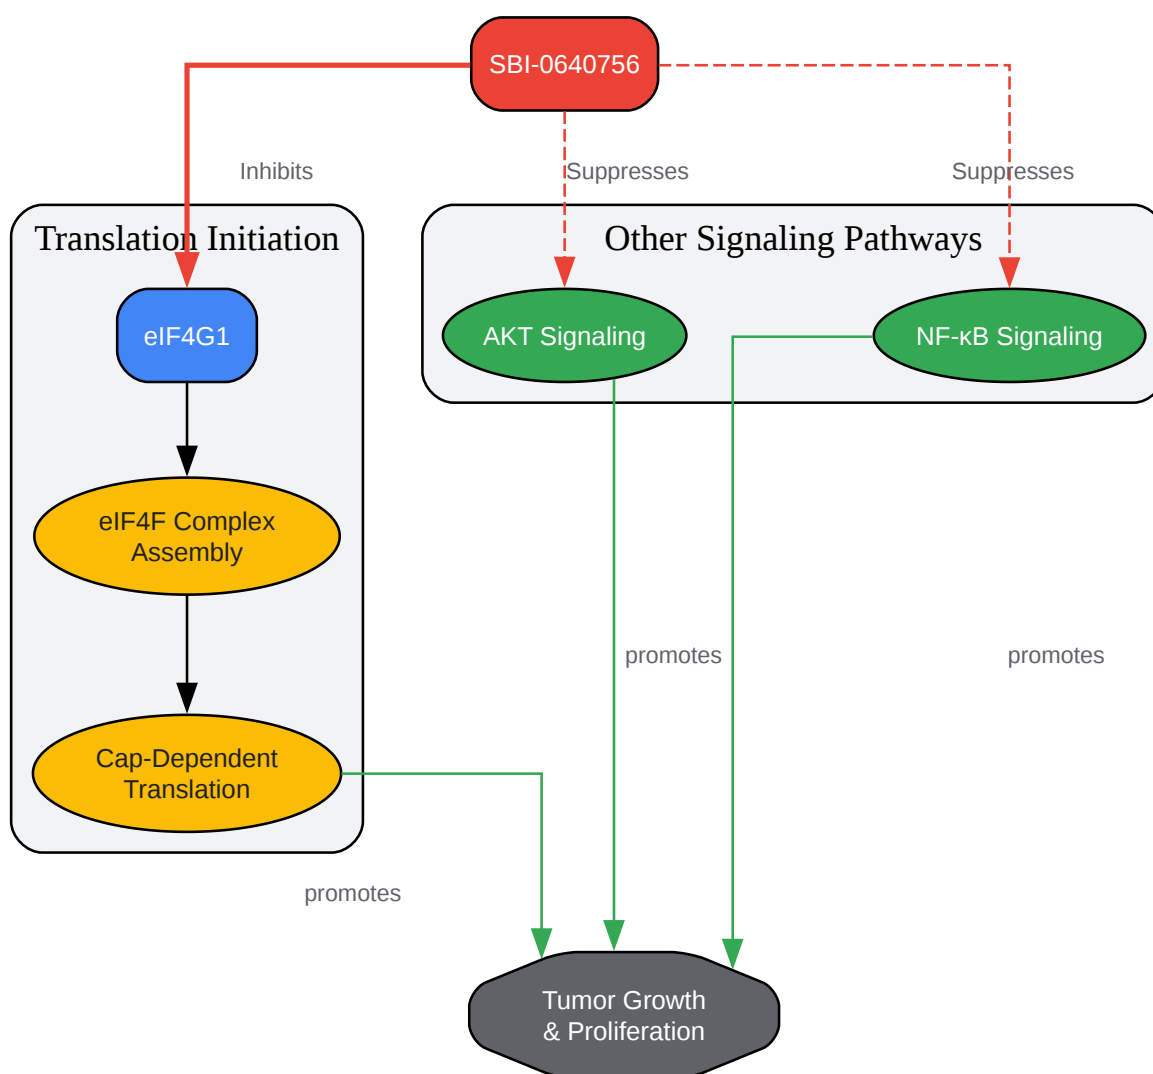 SBI-0640756
Inhibits
Suppresses
Suppresses
Translation Initiation
Other Signaling Pathways
eIF4G1
AKT Signaling
NF-κB Signaling
eIF4F Complex
Assembly
promotes
promotes
Cap-Dependent
Translation
promotes
Tumor Growth
& Proliferation